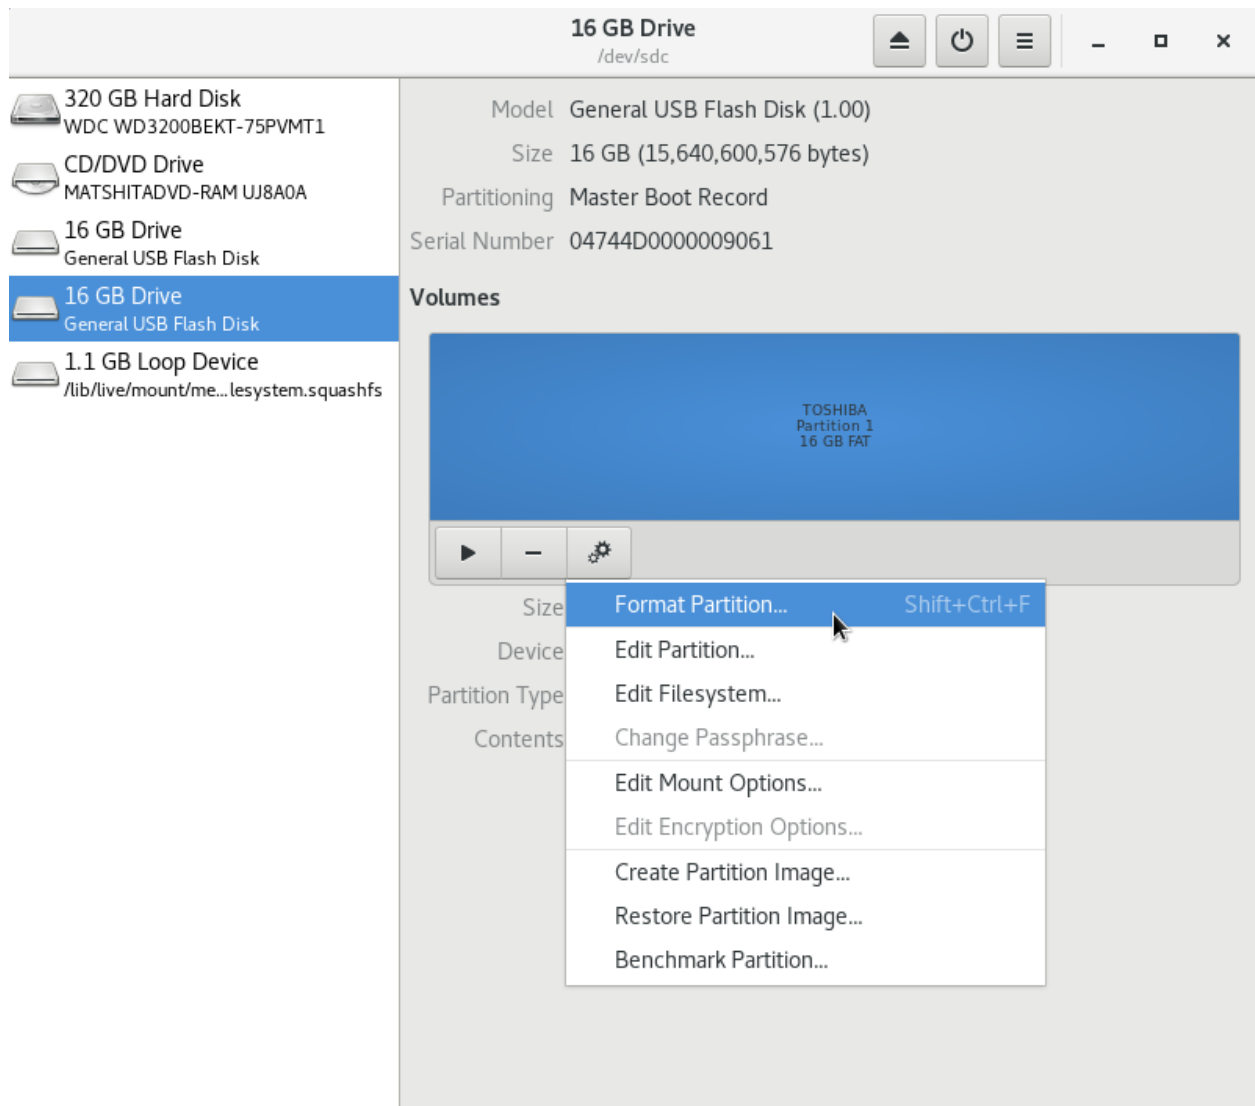 16 GB Drive
/dev/sdc
320 GB Hard Disk
WDC WD3200BEKT-75PVMT1
CD/DVD Drive
MATSHITADVD-RAM UJ8A0A
16 GB Drive
General USB Flash Disk
16 GB Drive
General USB Flash Disk
1.1 GB Loop Device
/lib/live/mount/me...lesystem.squashfs
Model General USB Flash Disk (1.00)
Size 16 GB (15,640,600,576 bytes)
Partitioning Master Boot Record
Serial Number 04744D0000009061
Volumes
TOSHIBA
Partition 1
16 GB FAT
Size
Device
Partition Type
Contents
Format Partition... Shift+Ctrl+F
Edit Partition...
Edit Filesystem...
Change Passphrase...
Edit Mount Options...
Edit Encryption Options...
Create Partition Image...
Restore Partition Image...
Benchmark Partition...